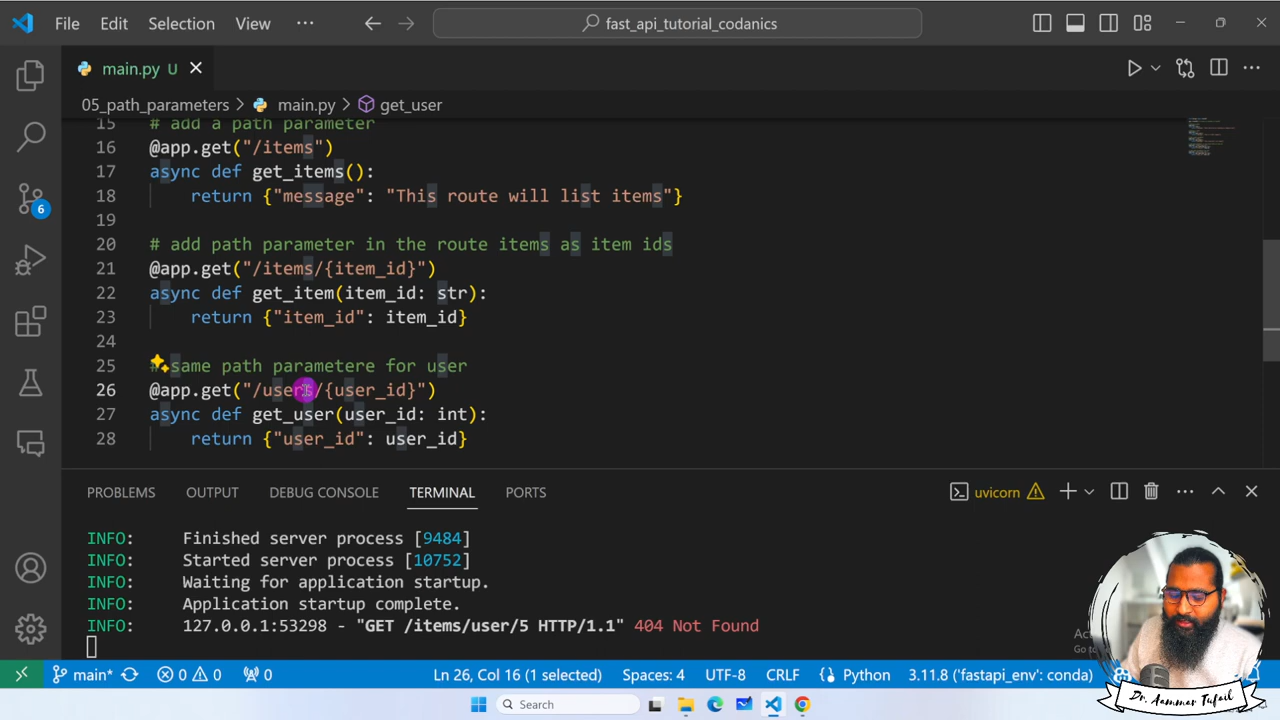 File Edit Selection View ··· fast_api_tutorial_codanics
main.py U
05_path_parameters > main.py > get_user
15 # add a path parameter
16 @app.get("/items")
17 async def get_items():
18 return {"message": "This route will list items"}
19
20 # add path parameter in the route items as item ids
21 @app.get("/items/{item_id}")
22 async def get_item(item_id: str):
23 return {"item_id": item_id}
24
25 # same path parametere for user
26 @app.get("/users/{user_id}")
27 async def get_user(user_id: int):
28 return {"user_id": user_id}
PROBLEMS OUTPUT DEBUG CONSOLE TERMINAL PORTS uvicorn
6
INFO: Finished server process [9484]
INFO: Started server process [10752]
INFO: Waiting for application startup.
INFO: Application startup complete.
INFO: 127.0.0.1:53298 - "GET /items/user/5 HTTP/1.1" 404 Not Found
main* 0 0 0 Ln 26, Col 16 (1 selected) Spaces: 4 UTF-8 CRLF Python 3.11.8 ('fastapi_env': conda)
Search
Dr. Aammar Tufail